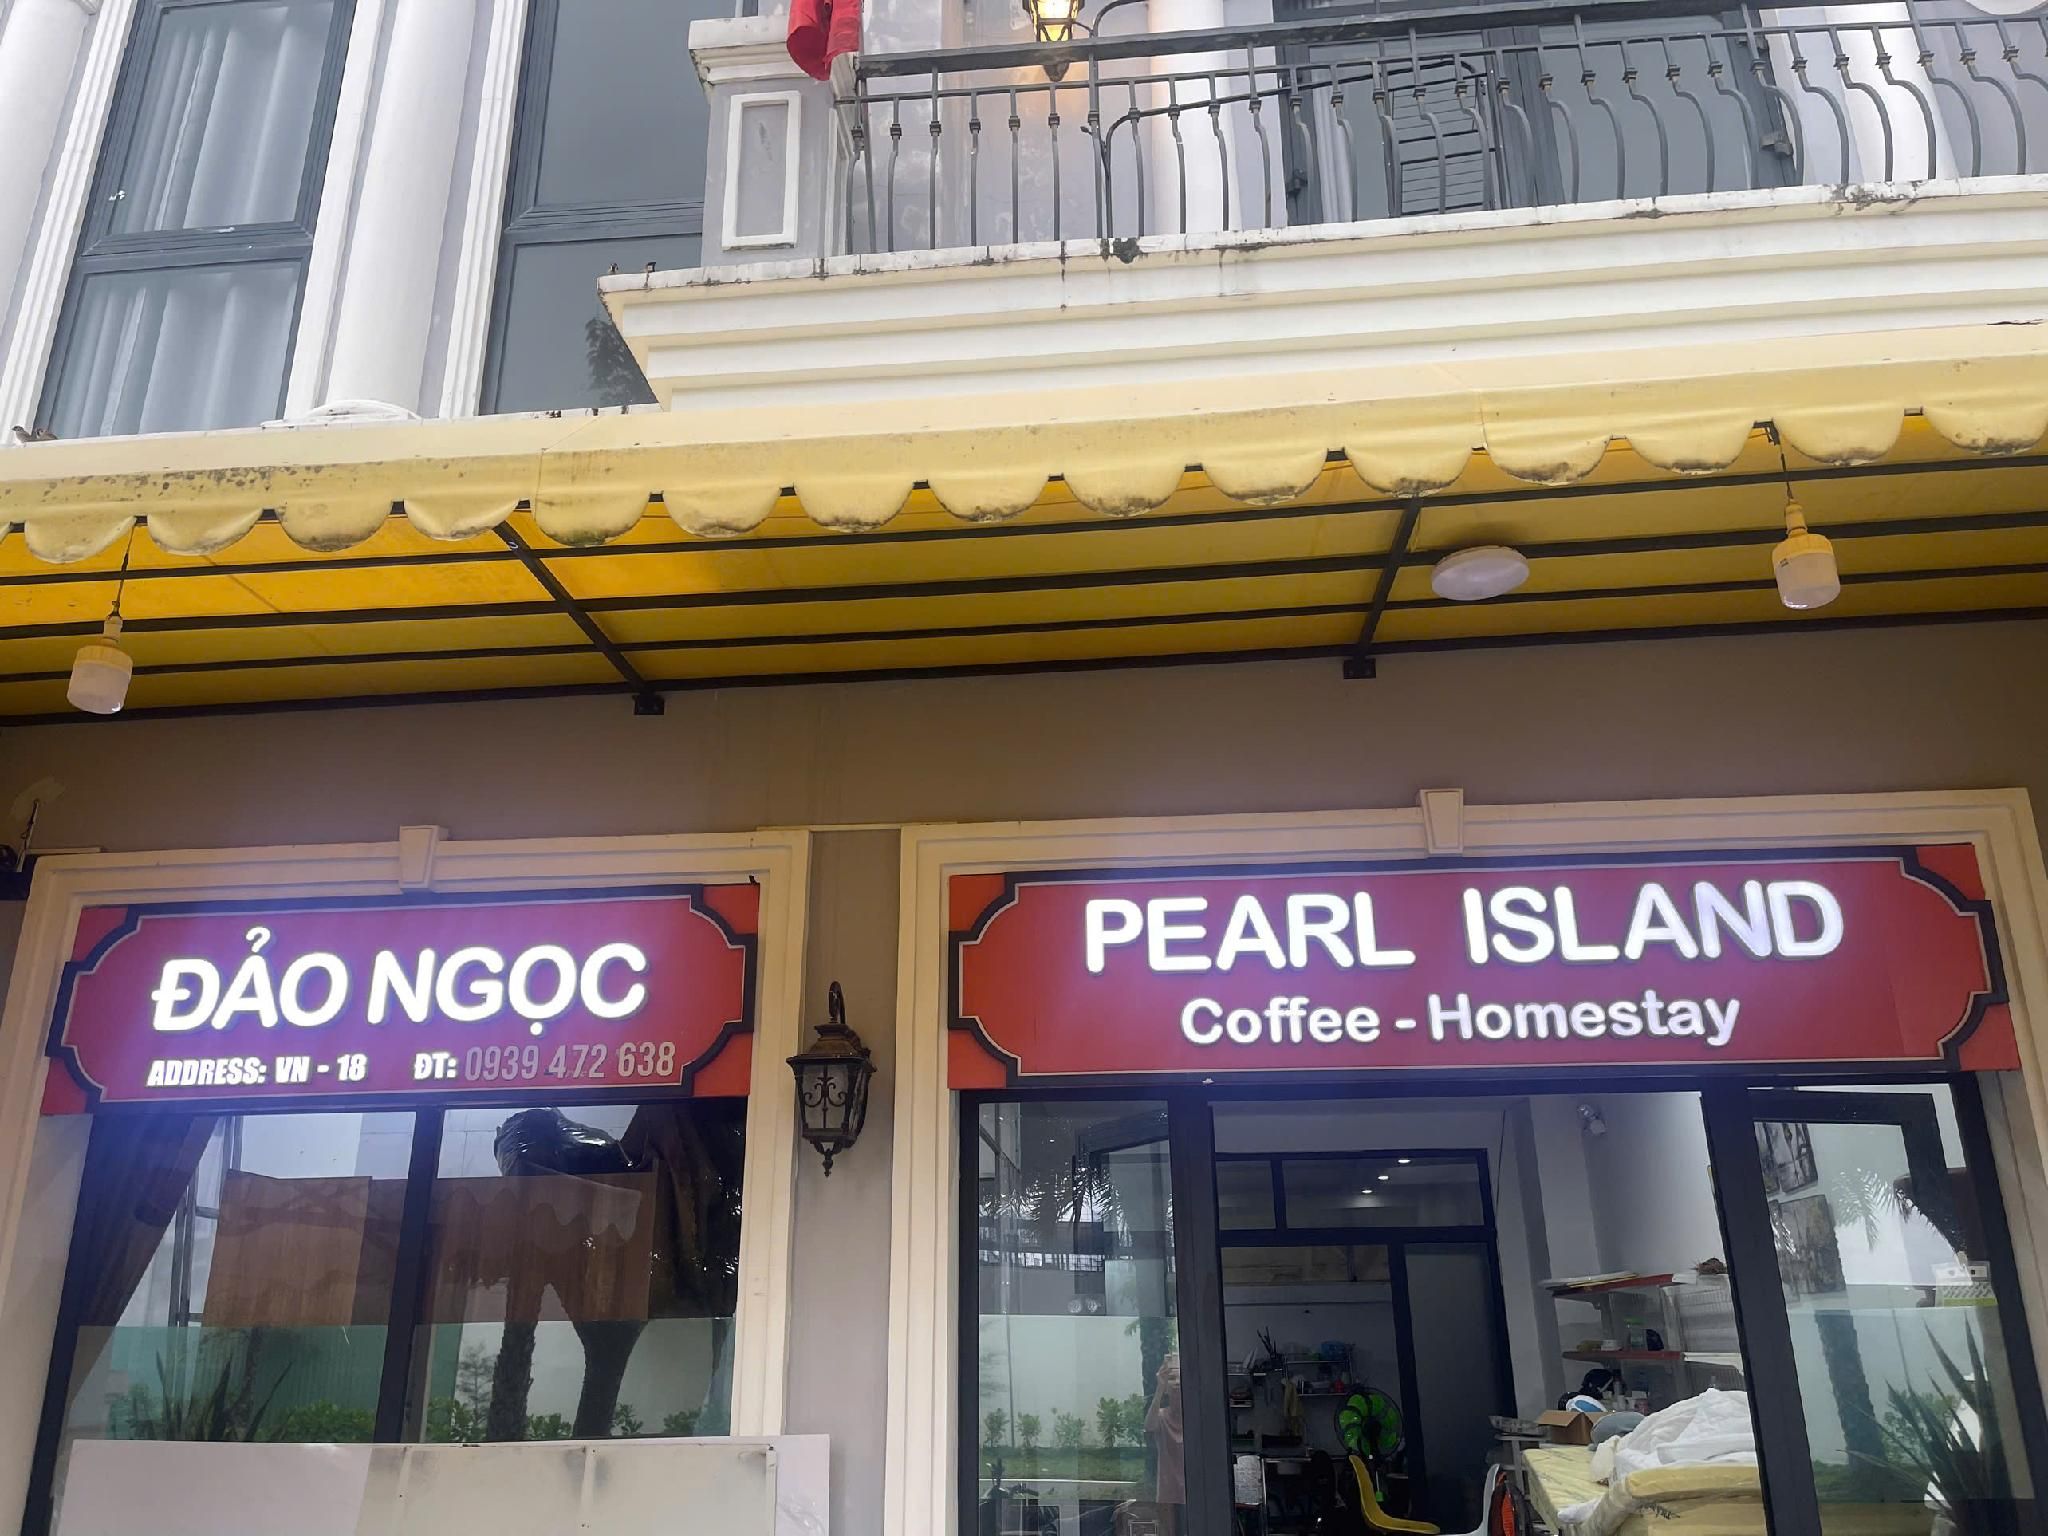 ĐẢO NGỌC
ADDRESS: VN - 18 ĐT: 0939 472 638
PEARL ISLAND
Coffee - Homestay